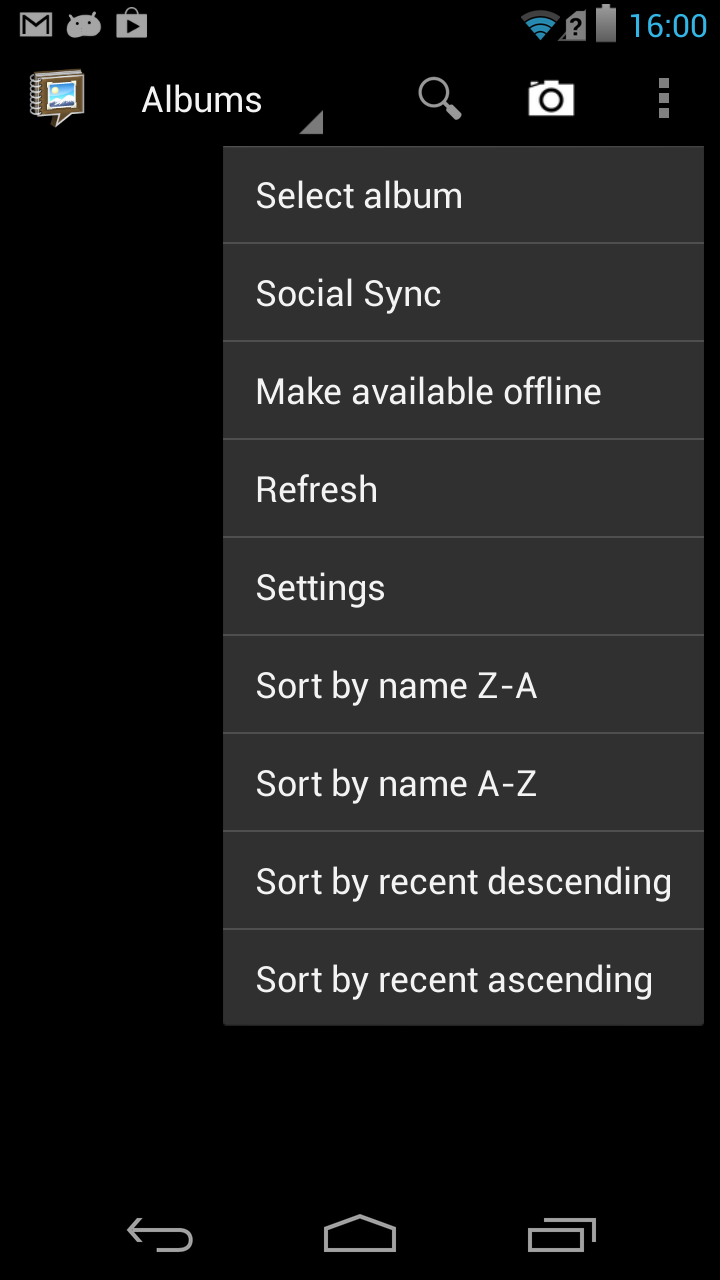 16:00
Albums
Select album
Social Sync
Make available offline
Refresh
Settings
Sort by name Z-A
Sort by name A-Z
Sort by recent descending
Sort by recent ascending